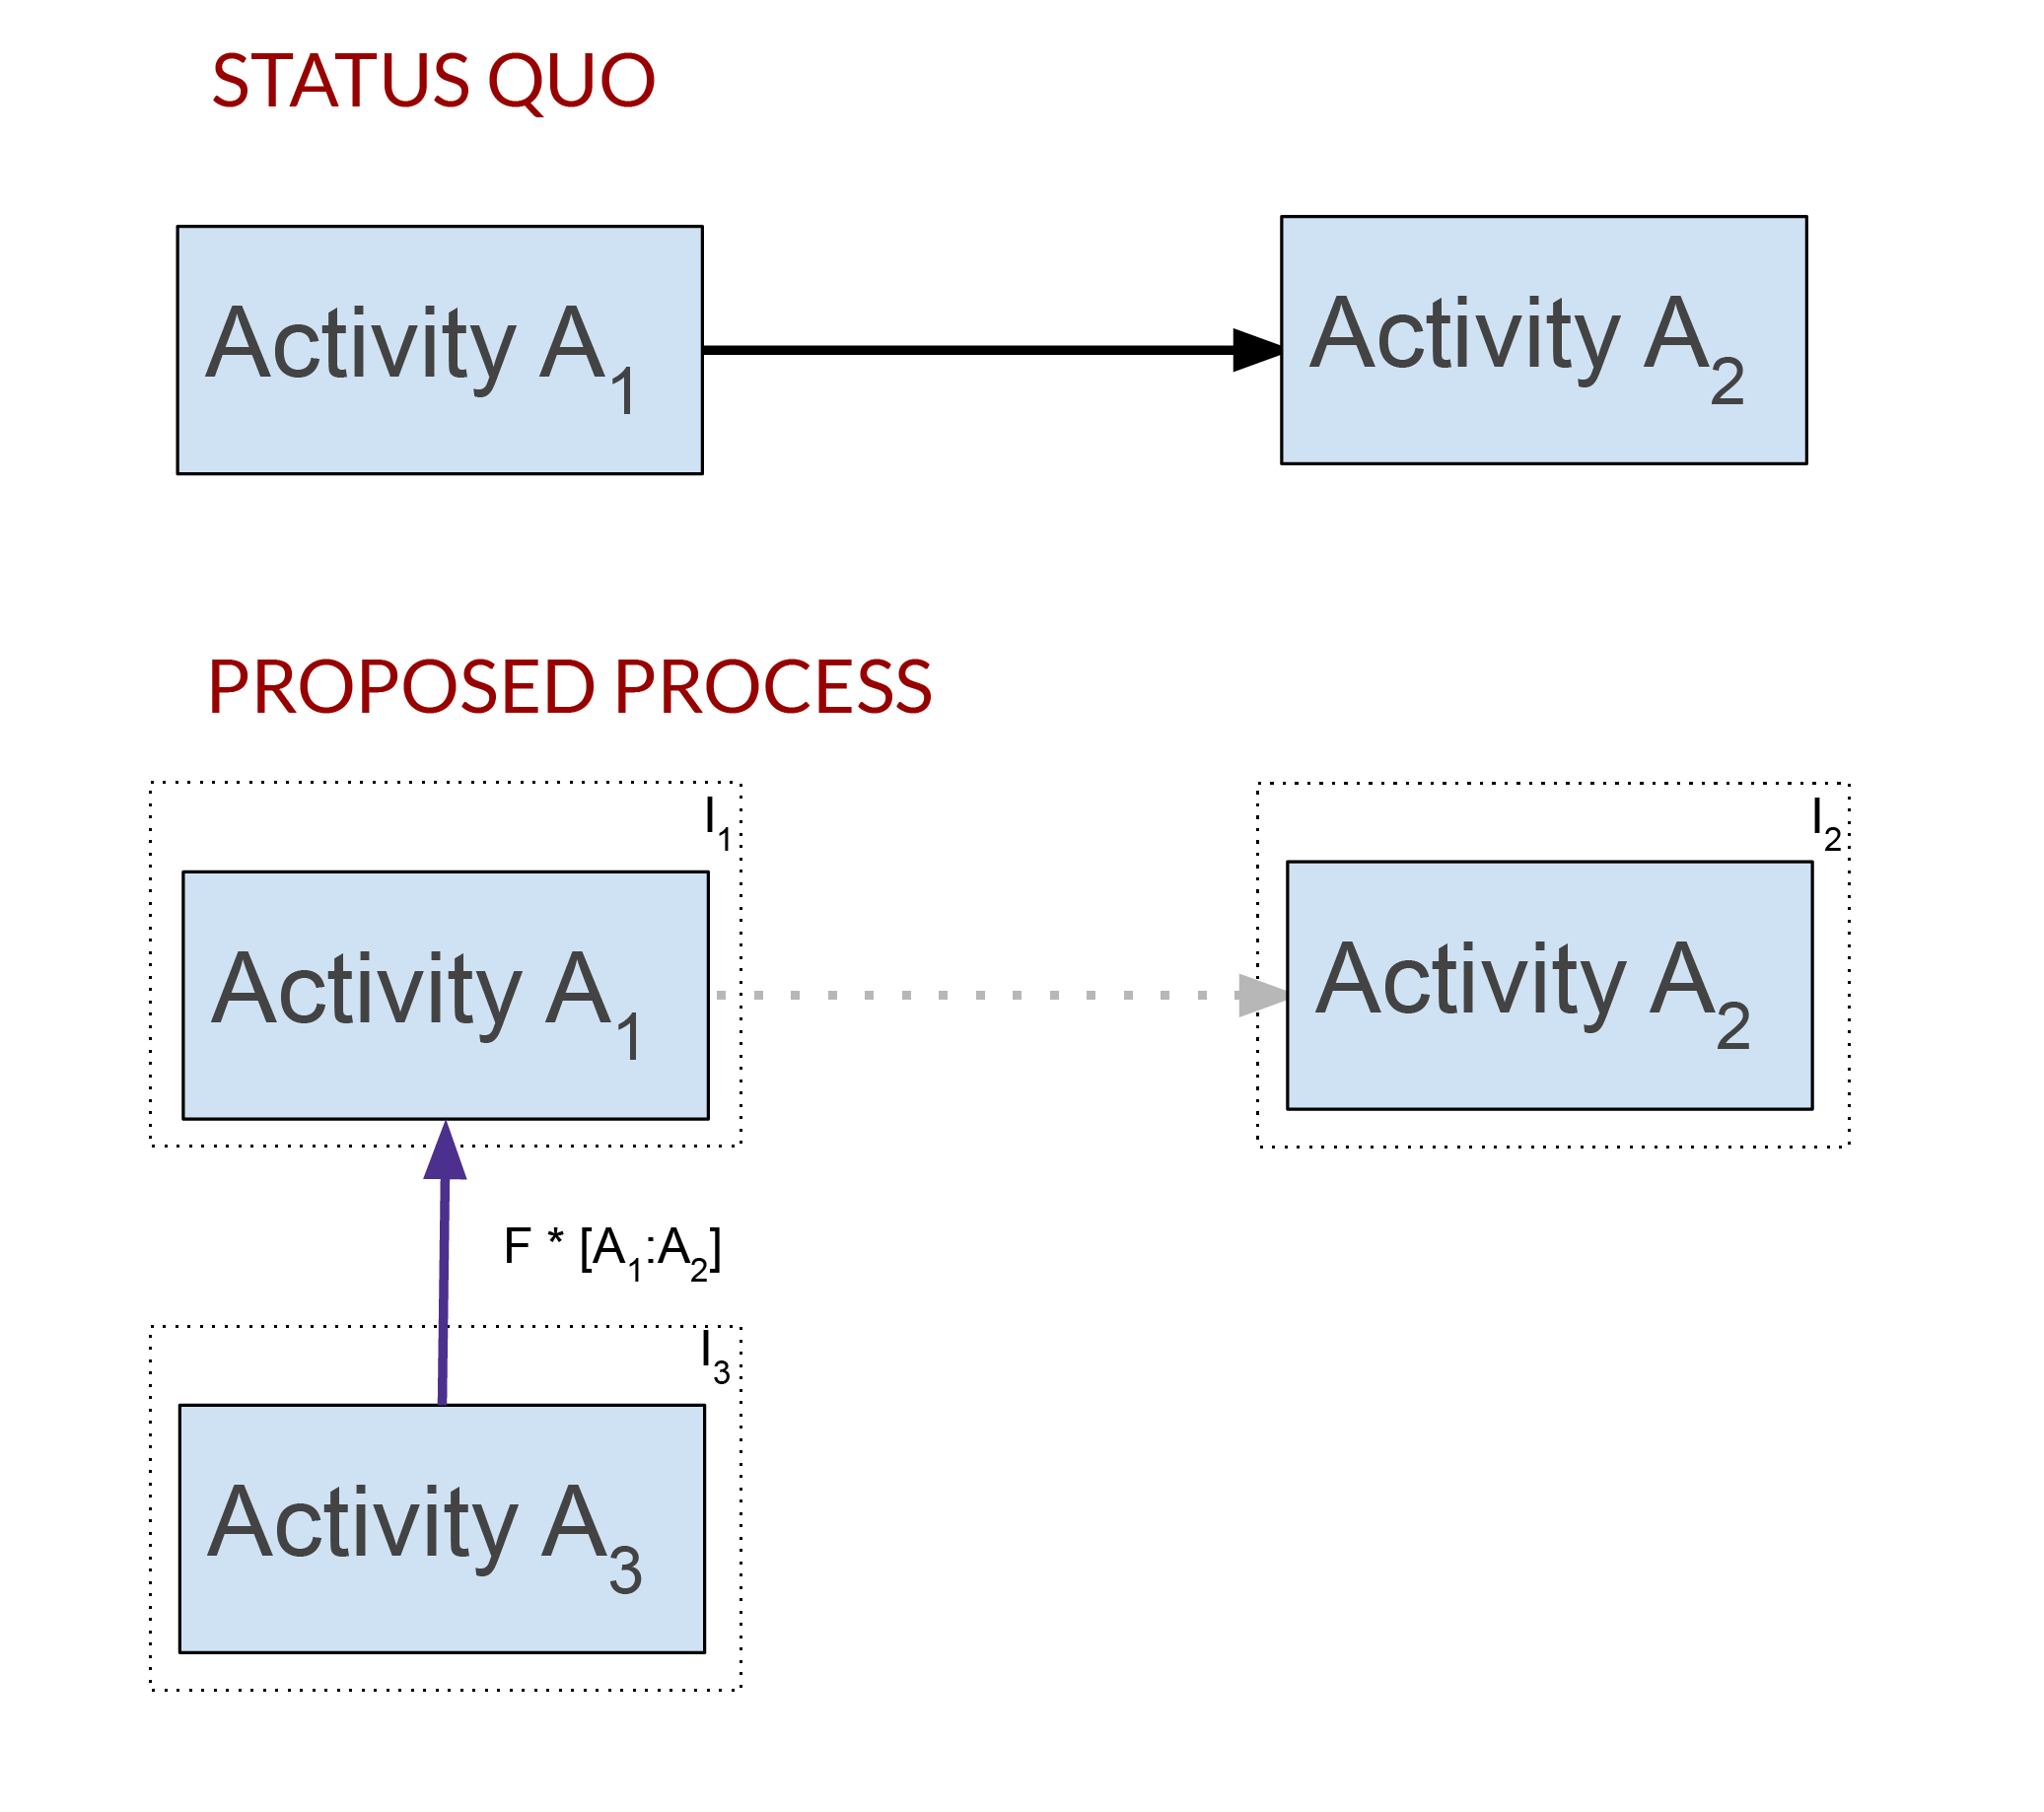 STATUS QUO
Activity A₁
Activity A₂
PROPOSED PROCESS
I₁
I₂
Activity A₁
Activity A₂
F * [A₁:A₂]
I₃
Activity A₃